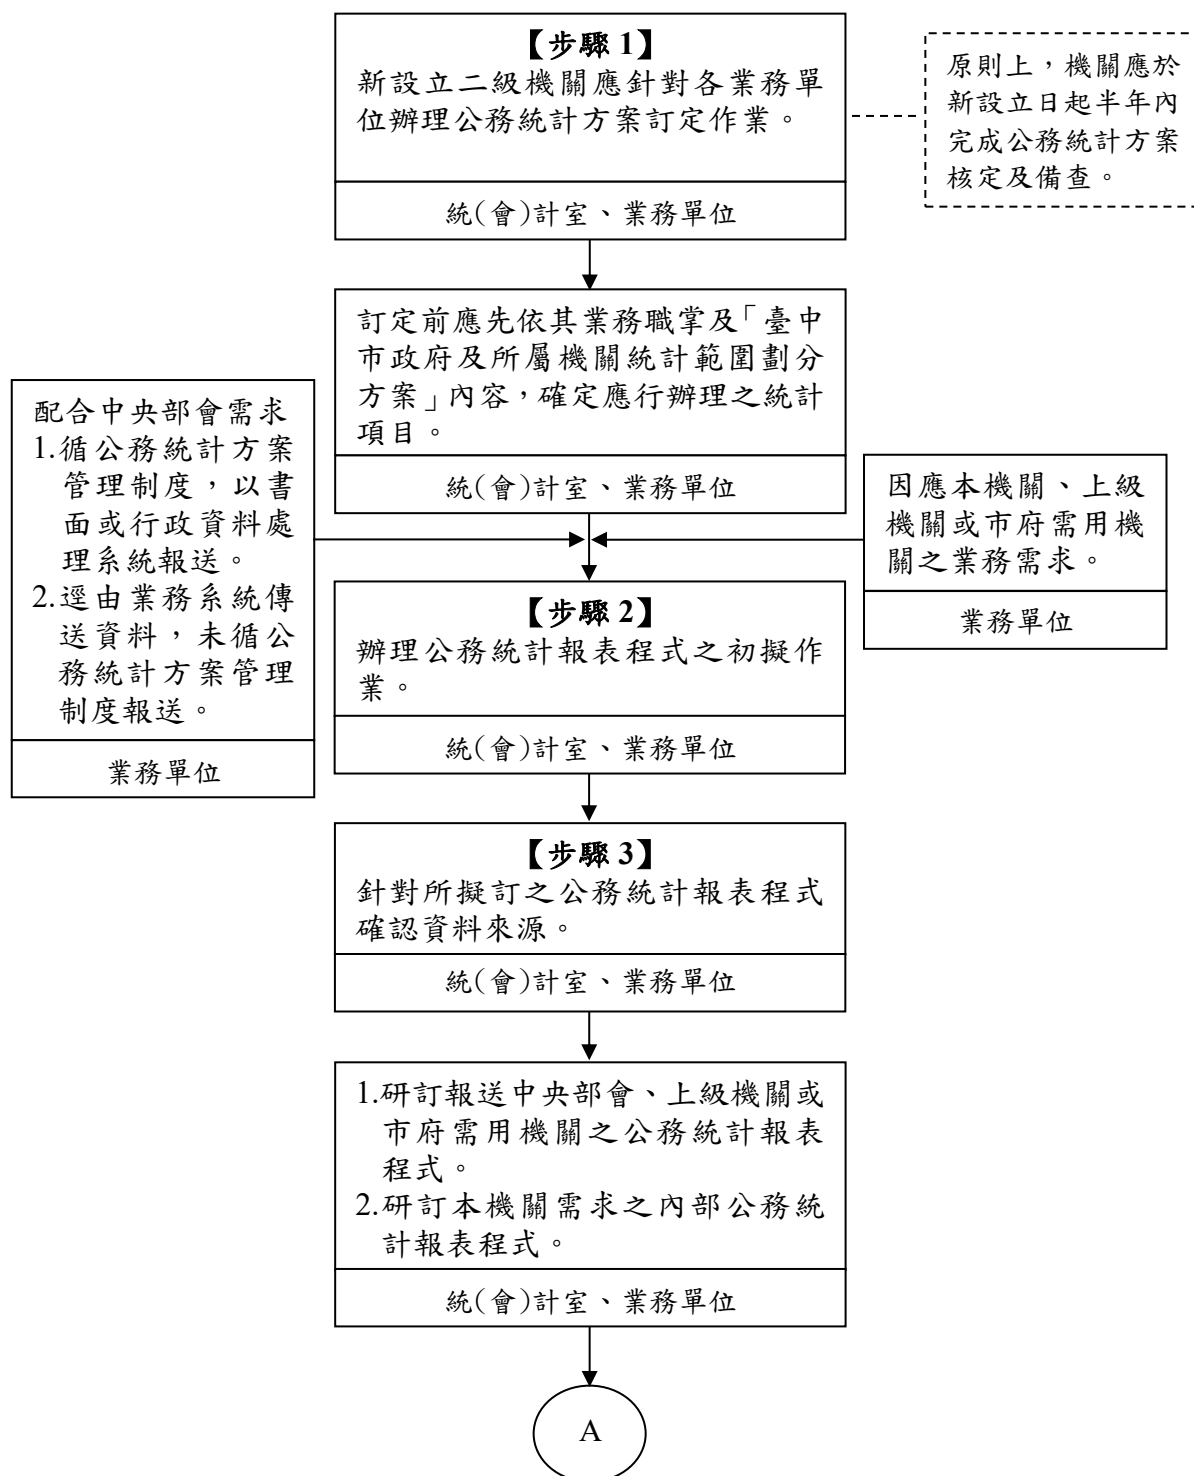 【步驟 1】
新設立二級機關應針對各業務單
位辦理公務統計方案訂定作業。
統(會)計室、業務單位
原則上，機關應於
新設立日起半年內
完成公務統計方案
核定及備查。
訂定前應先依其業務職掌及「臺中
市政府及所屬機關統計範圍劃分
方案」內容，確定應行辦理之統計
項目。
統(會)計室、業務單位
配合中央部會需求
1.循公務統計方案
管理制度，以書
面或行政資料處
理系統報送。
2.逕由業務系統傳
送資料，未循公
務統計方案管理
制度報送。
業務單位
因應本機關、上級
機關或市府需用機
關之業務需求。
業務單位
【步驟 2】
辦理公務統計報表程式之初擬作
業。
統(會)計室、業務單位
【步驟 3】
針對所擬訂之公務統計報表程式
確認資料來源。
統(會)計室、業務單位
1.研訂報送中央部會、上級機關或
市府需用機關之公務統計報表
程式。
2.研訂本機關需求之內部公務統
計報表程式。
統(會)計室、業務單位
A